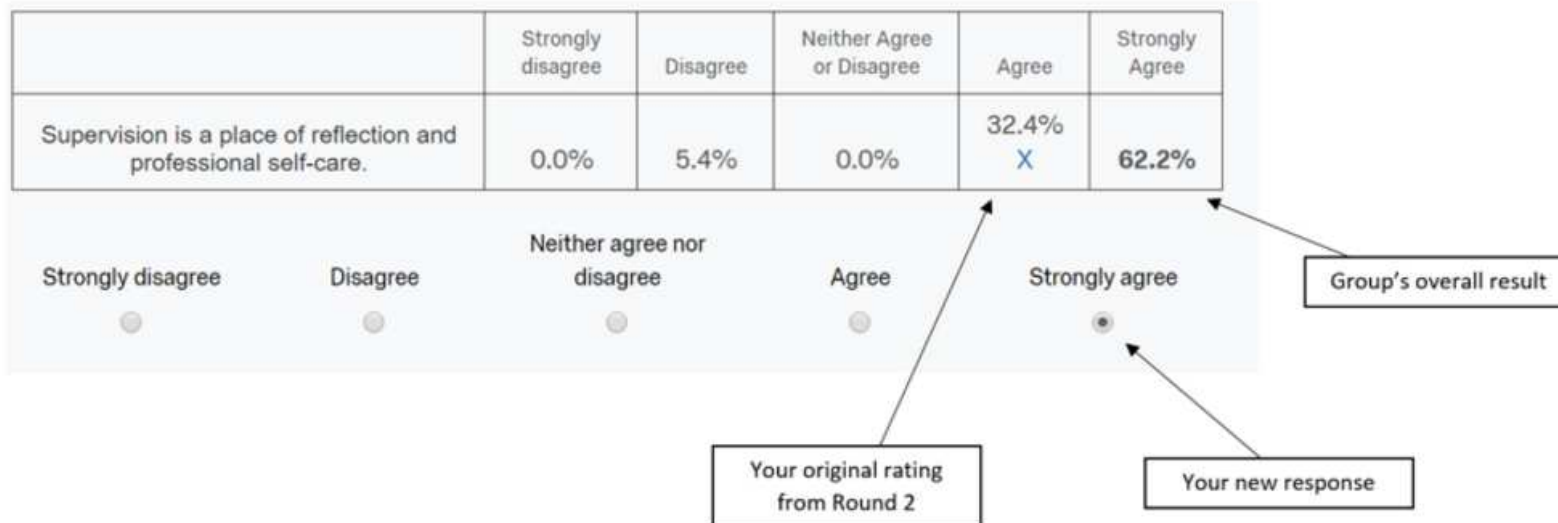 Strongly disagree
Disagree
Neither Agree or Disagree
Agree
Strongly Agree
Supervision is a place of reflection and
professional self-care.
0.0%
5.4%
0.0%
32.4%
X
62.2%
Strongly disagree
Disagree
Neither agree nor
disagree
Agree
Strongly agree
Group's overall result
Your original rating
from Round 2
Your new response